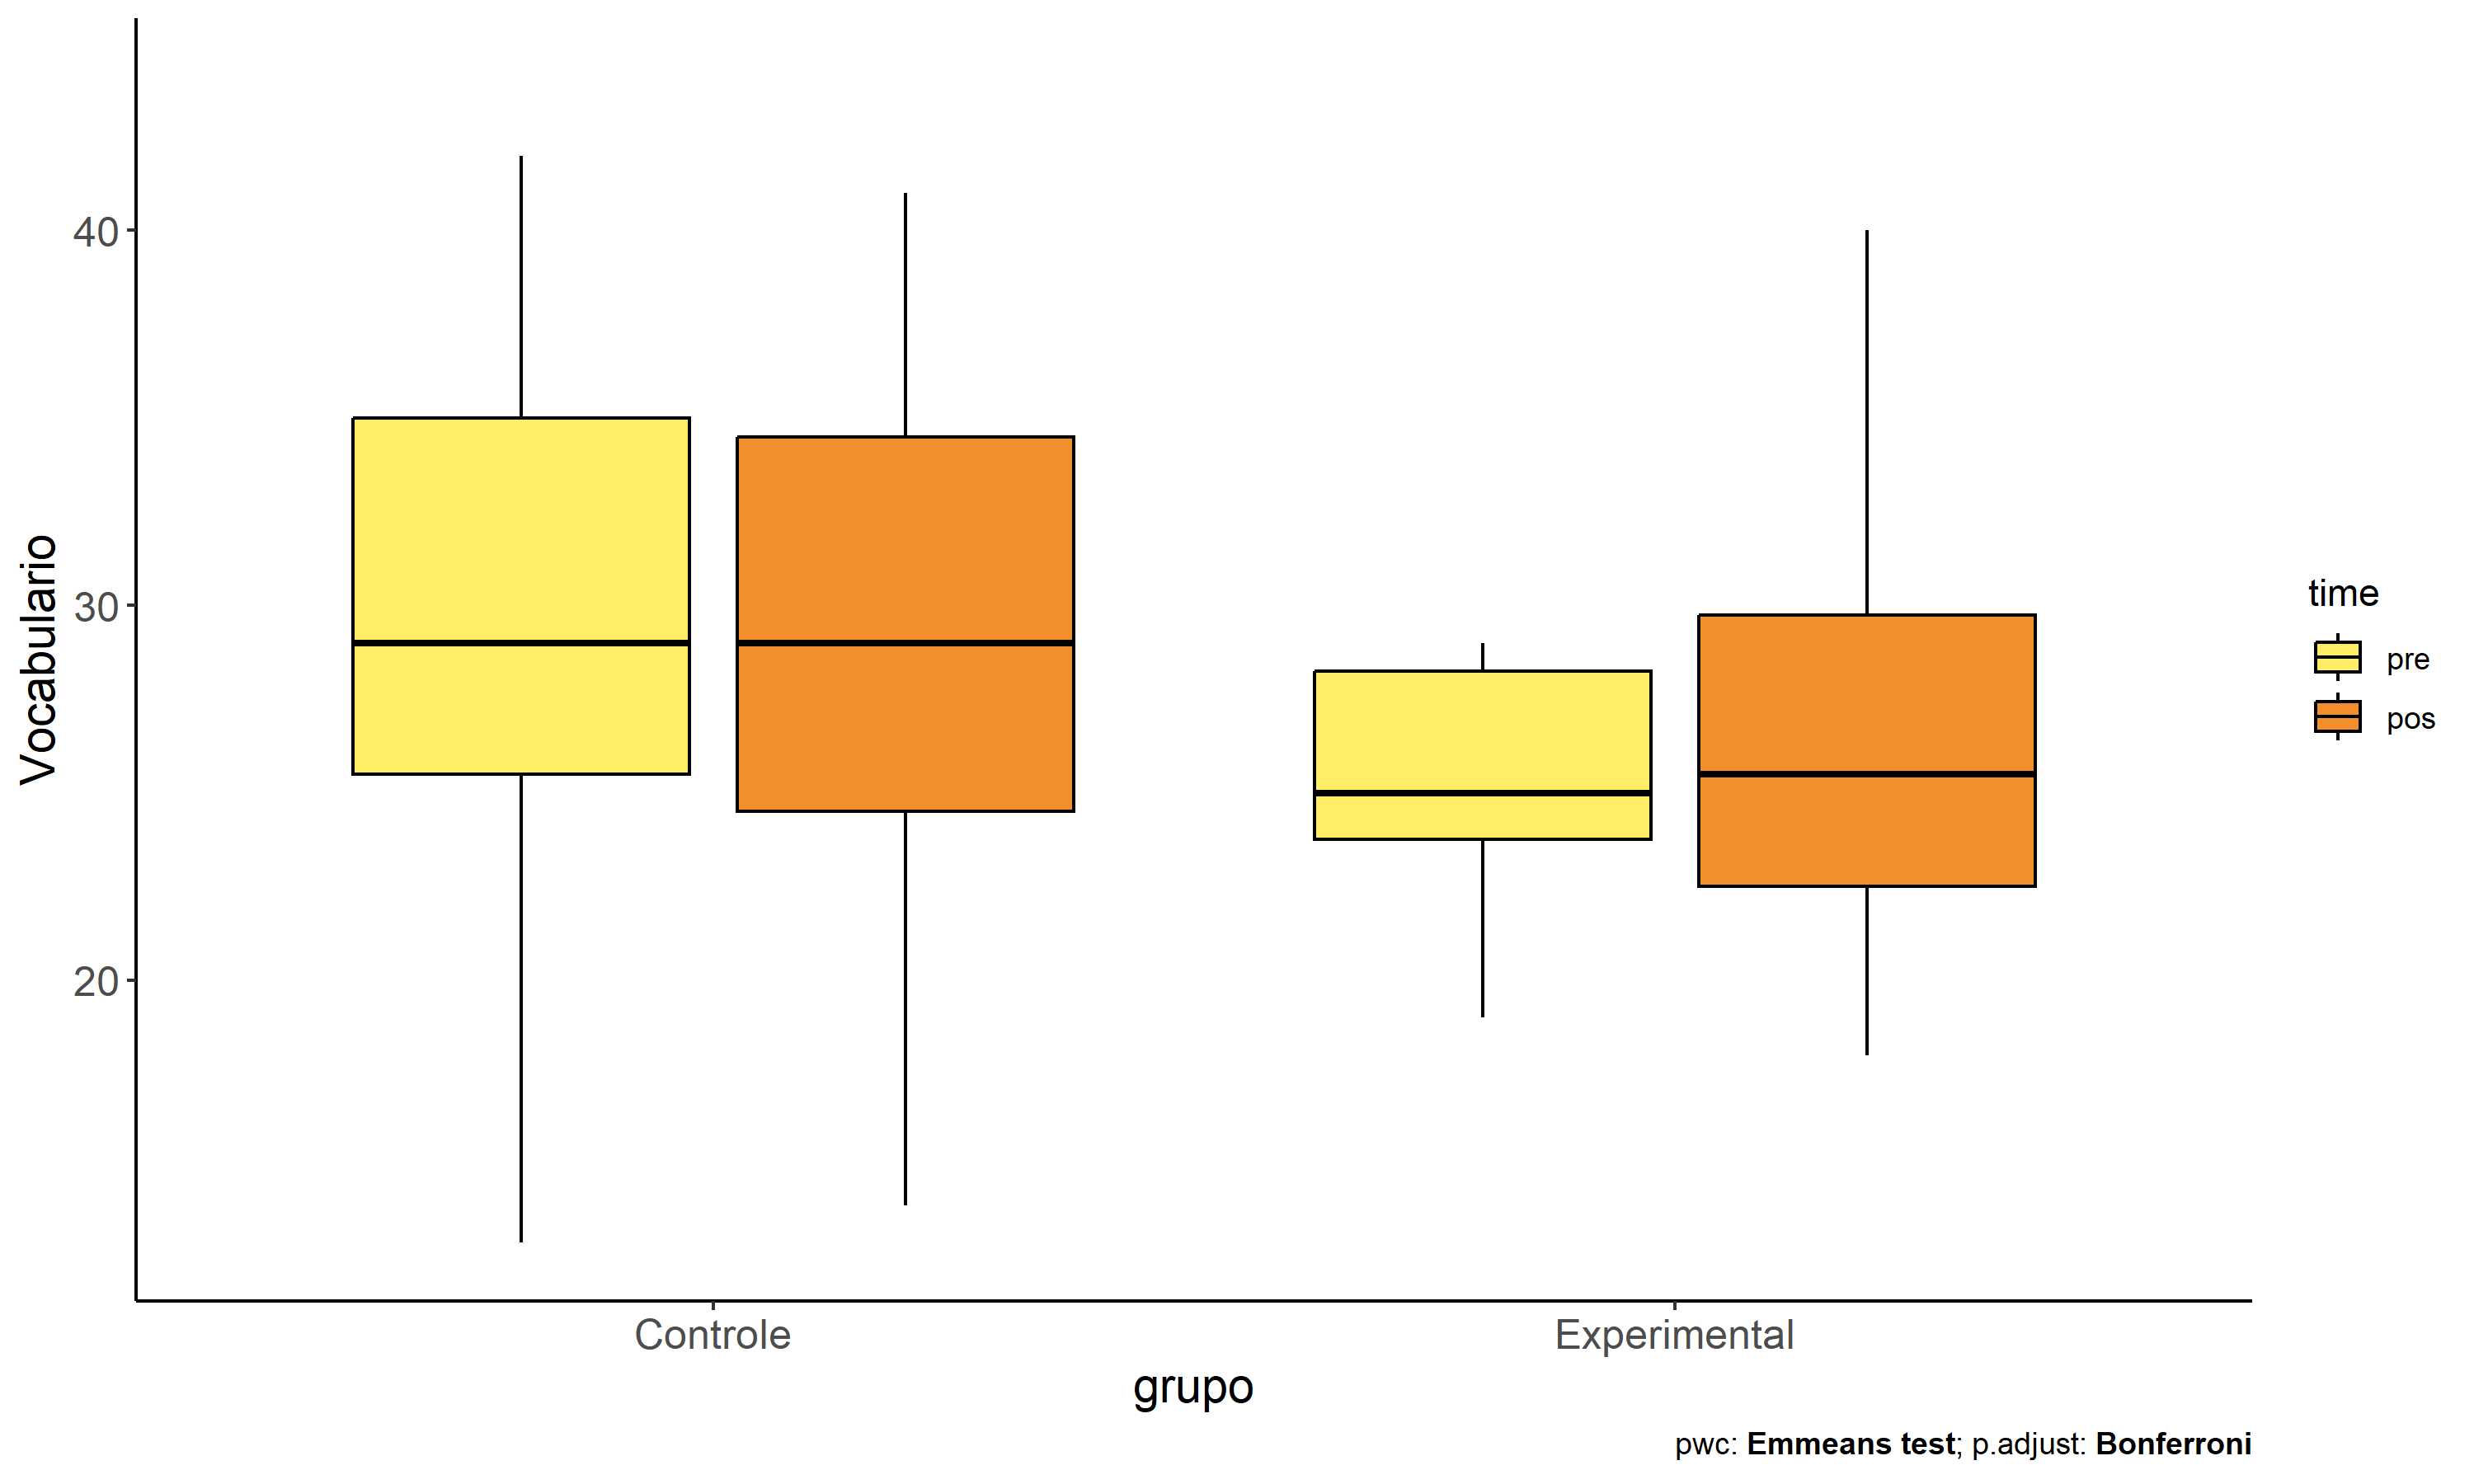 Vocabulario
40
30
20
Controle
Experimental
grupo
time
pre
pos
pwc: Emmeans test; p.adjust: Bonferroni